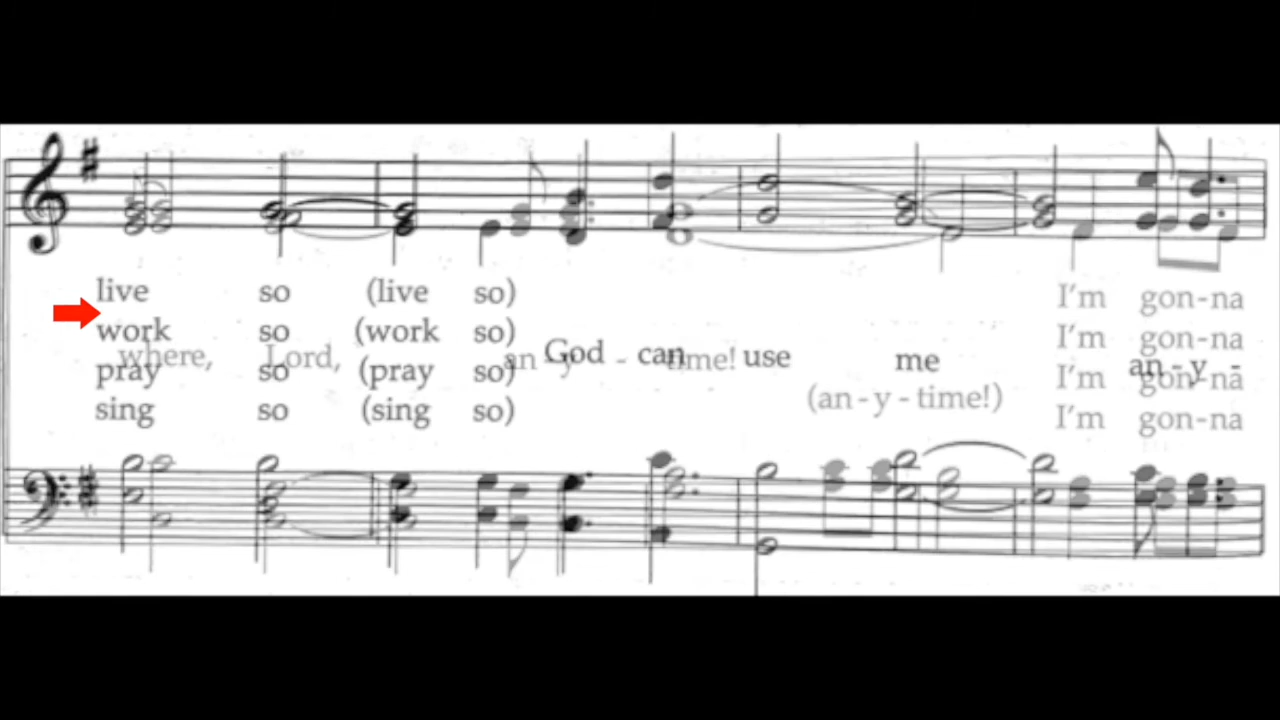 live so (live so) I'm gon-na
work so (work so) I'm gon-na
God can use me an - y -
where, Lord, an - y - time!
pray so (pray so) I'm gon-na
(an - y - time!)
sing so (sing so) I'm gon-na